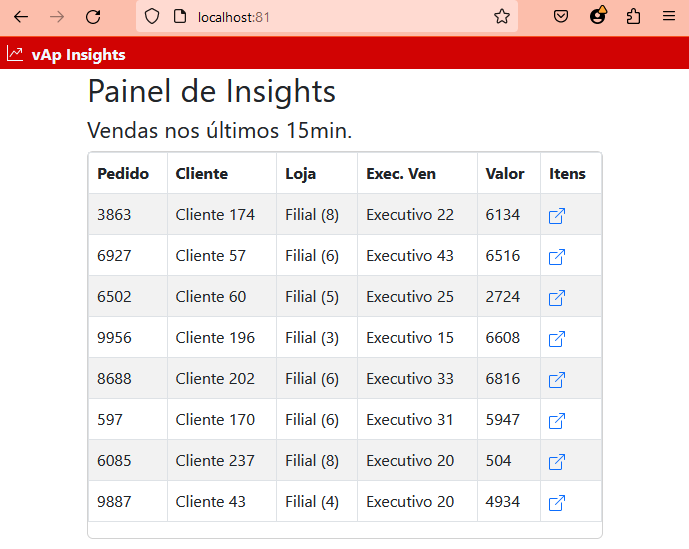 localhost:81
vAp Insights
Painel de Insights
Vendas nos últimos 15min.
Pedido Cliente Loja Exec. Ven Valor Itens
3863 Cliente 174 Filial (8) Executivo 22 6134
6927 Cliente 57 Filial (6) Executivo 43 6516
6502 Cliente 60 Filial (5) Executivo 25 2724
9956 Cliente 196 Filial (3) Executivo 15 6608
8688 Cliente 202 Filial (6) Executivo 33 6816
597 Cliente 170 Filial (6) Executivo 31 5947
6085 Cliente 237 Filial (8) Executivo 20 504
9887 Cliente 43 Filial (4) Executivo 20 4934